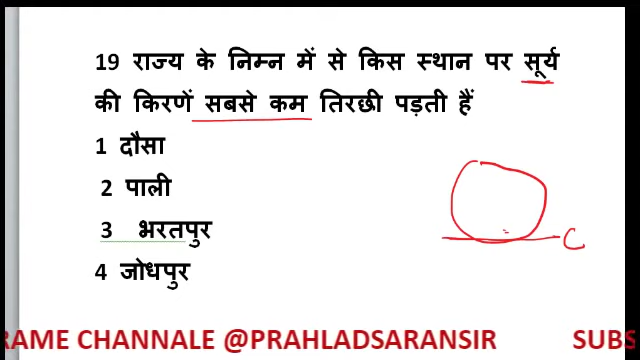 19 राज्य के निम्न में से किस स्थान पर सूर्य
की किरणें सबसे कम तिरछी पड़ती हैं
1 दौसा
2 पाली
3 भरतपुर
4 जोधपुर
C
RAME CHANNALE @PRAHLADSARANSIR SUBS